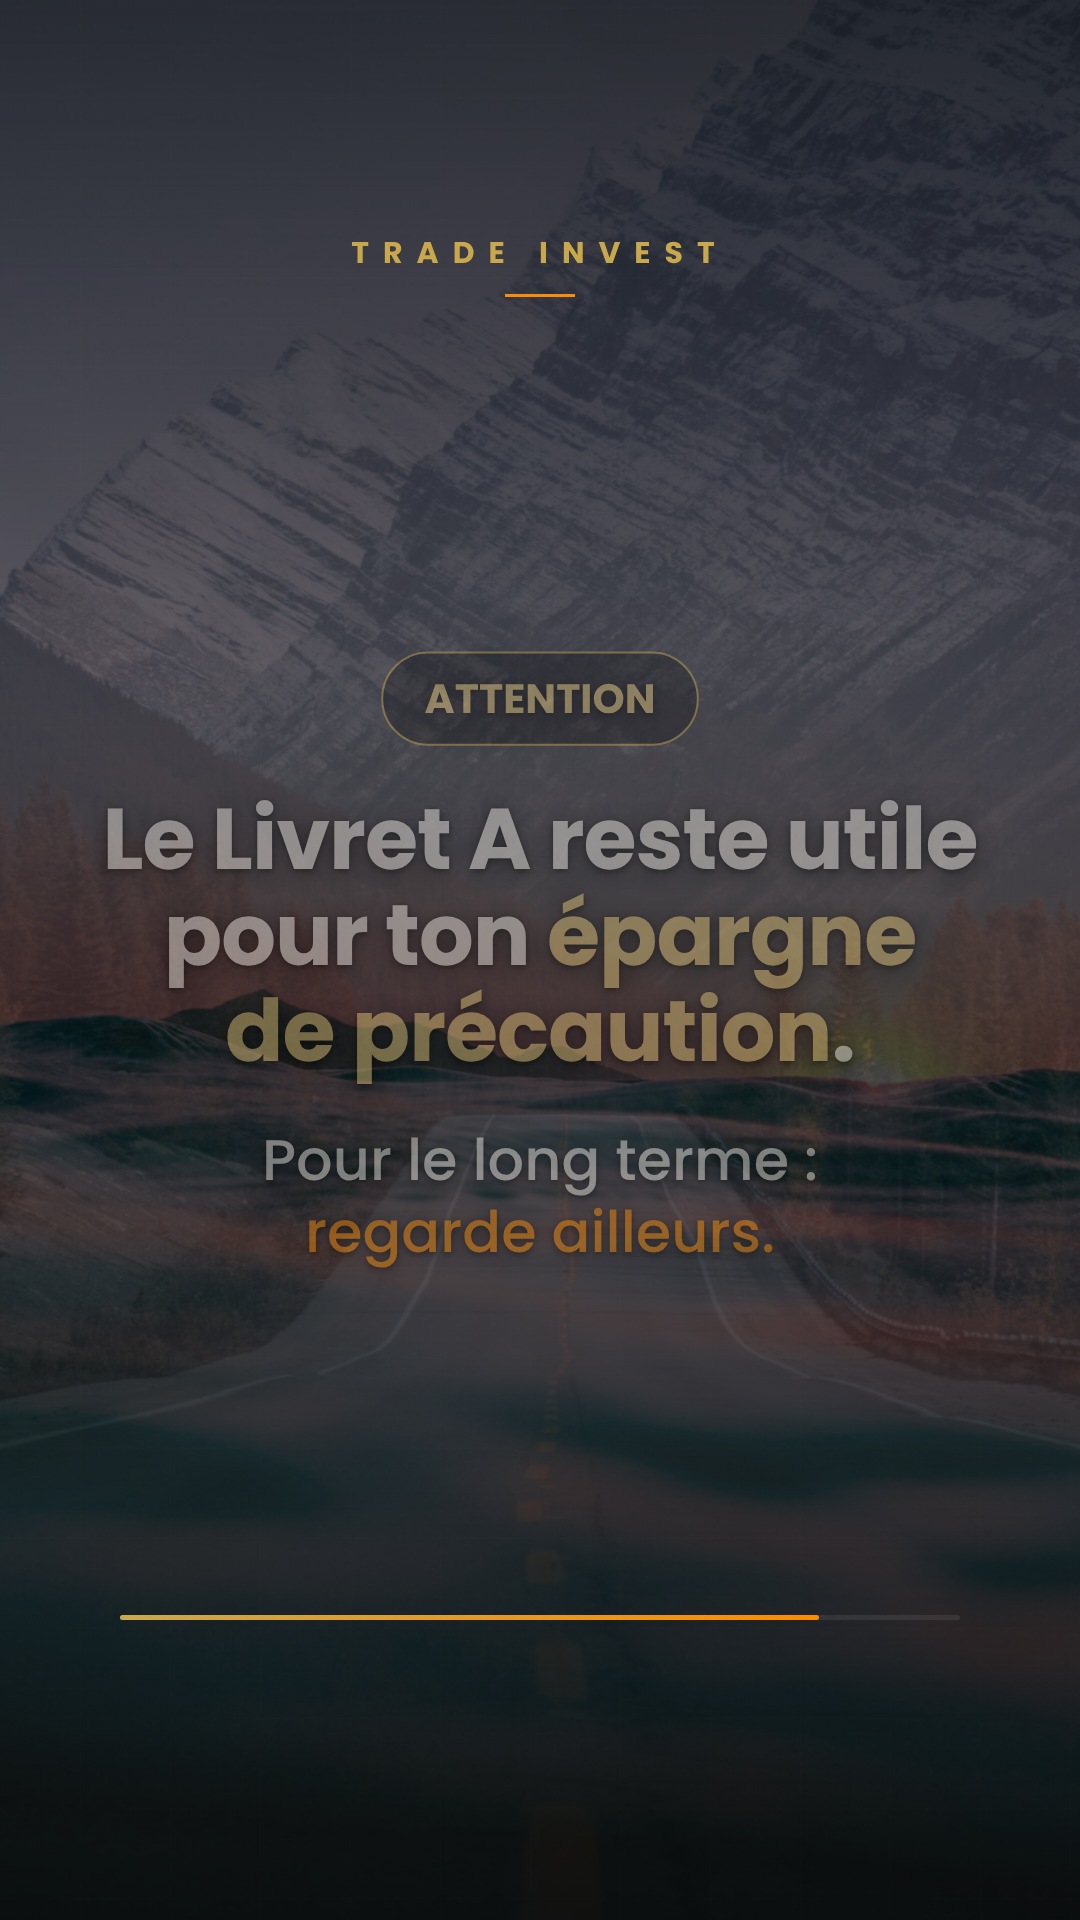 TRADE INVEST
ATTENTION
Le Livret A reste utile
pour ton épargne
de précaution.
Pour le long terme :
regarde ailleurs.